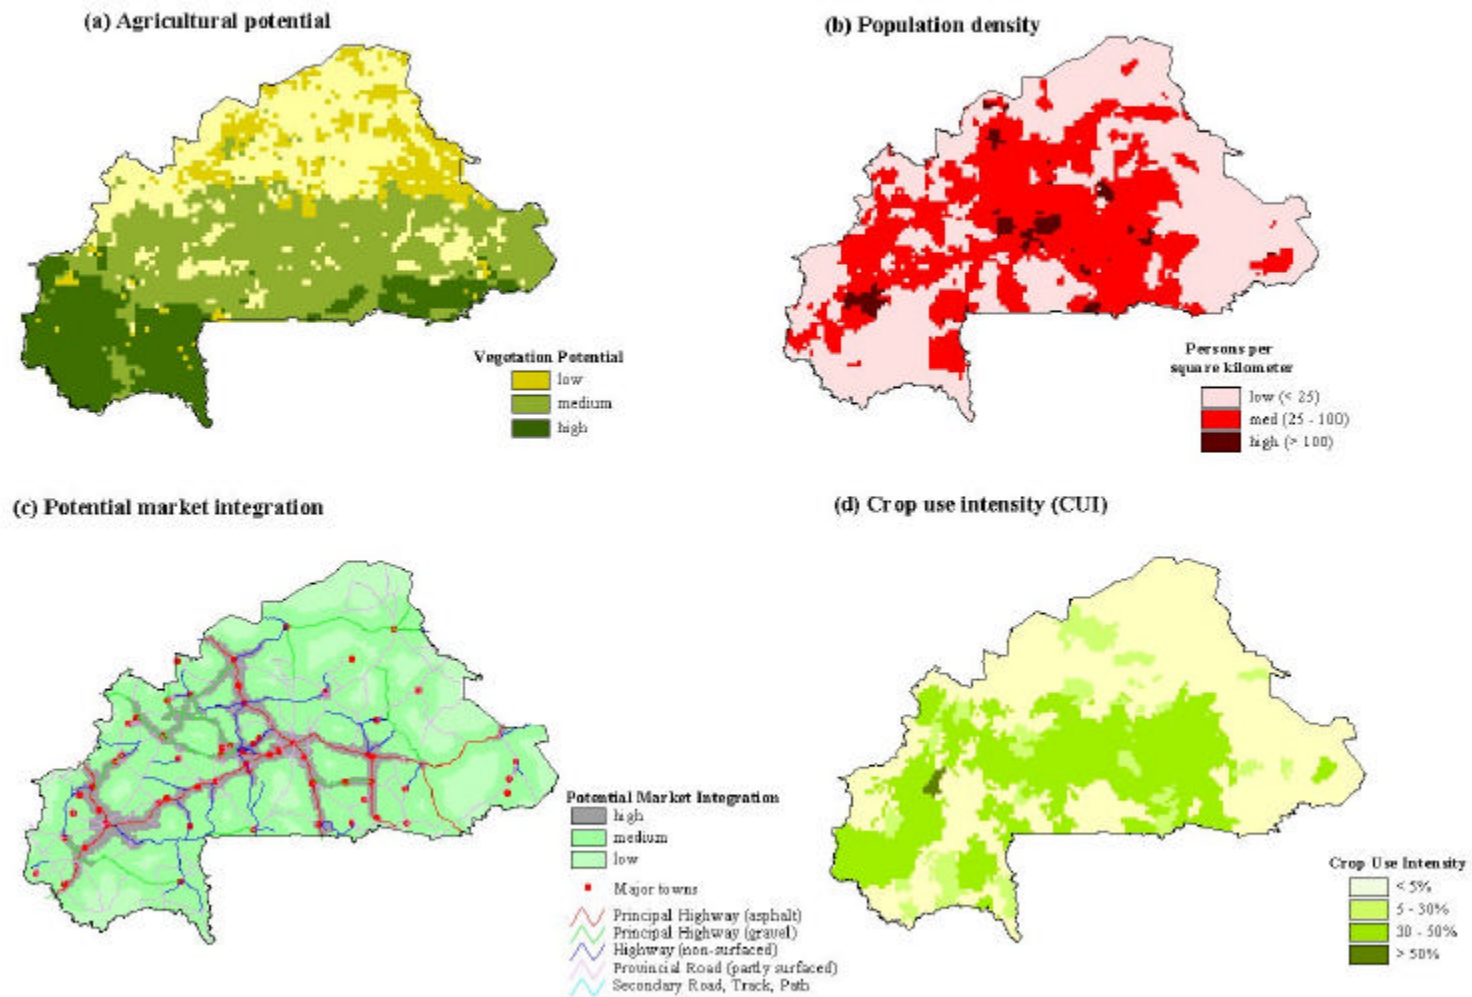 (a) Agricultural potential
Vegetation Potential
low
medium
high
(b) Population density
Persons per
square kilometer
low (< 25)
med (25 - 100)
high (> 100)
(c) Potential market integration
Potential Market Integration
high
medium
low
Major towns
Principal Highway (asphalt)
Principal Highway (gravel)
Highway (non-surfaced)
Provincial Road (partly surfaced)
Secondary Road, Track, Path
(d) Crop use intensity (CUI)
Crop Use Intensity
< 5%
5 - 30%
30 - 50%
> 50%